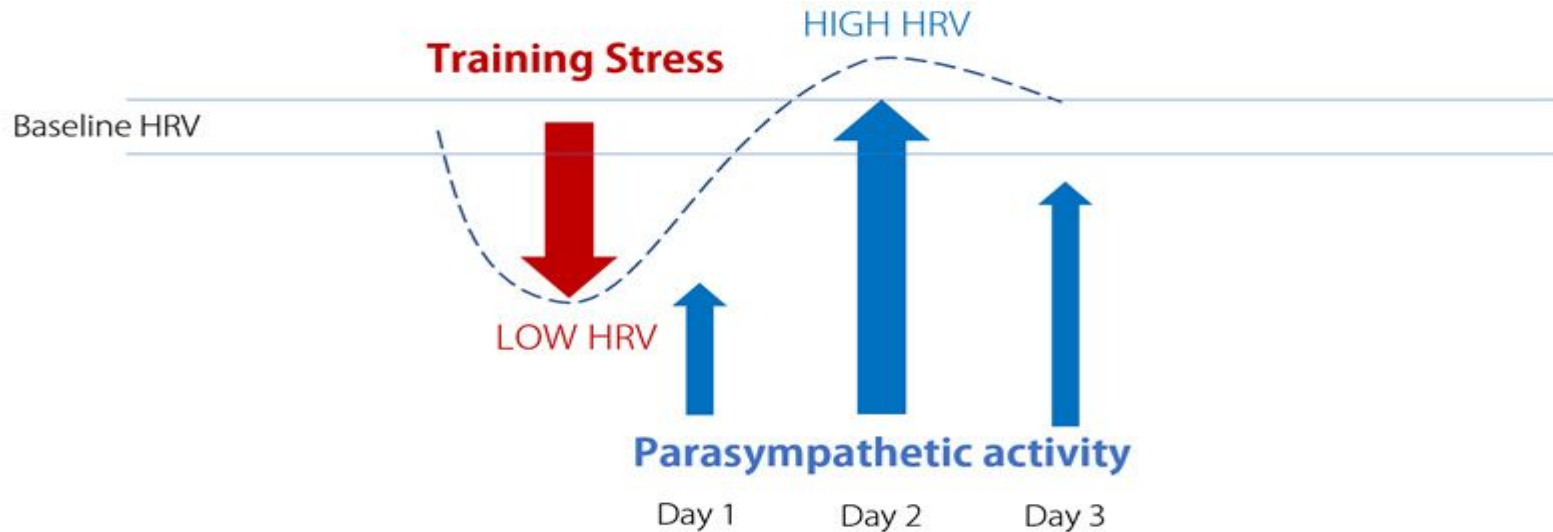 HIGH HRV
Training Stress
Baseline HRV
LOW HRV
Parasympathetic activity
Day 1 Day 2 Day 3